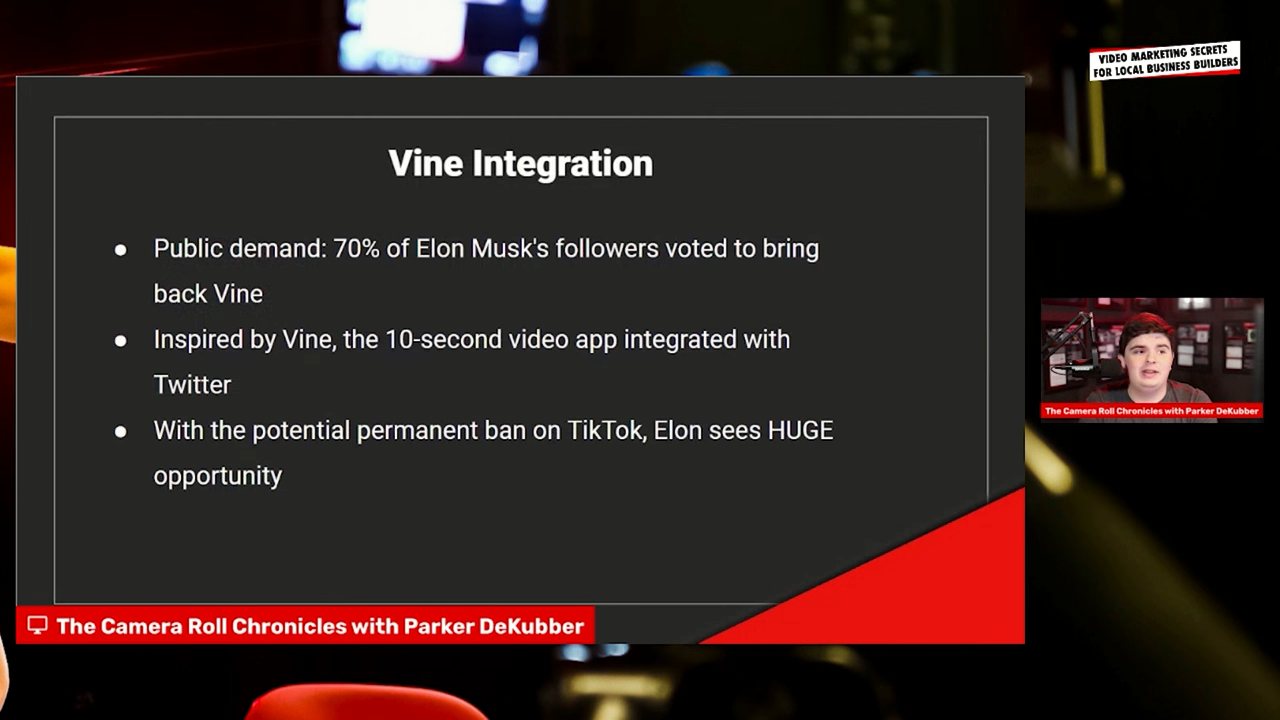 VIDEO MARKETING SECRETS
FOR LOCAL BUSINESS BUILDERS
Vine Integration
● Public demand: 70% of Elon Musk's followers voted to bring
back Vine
● Inspired by Vine, the 10-second video app integrated with
Twitter
● With the potential permanent ban on TikTok, Elon sees HUGE
opportunity
The Camera Roll Chronicles with Parker DeKubber
The Camera Roll Chronicles with Parker DeKubber